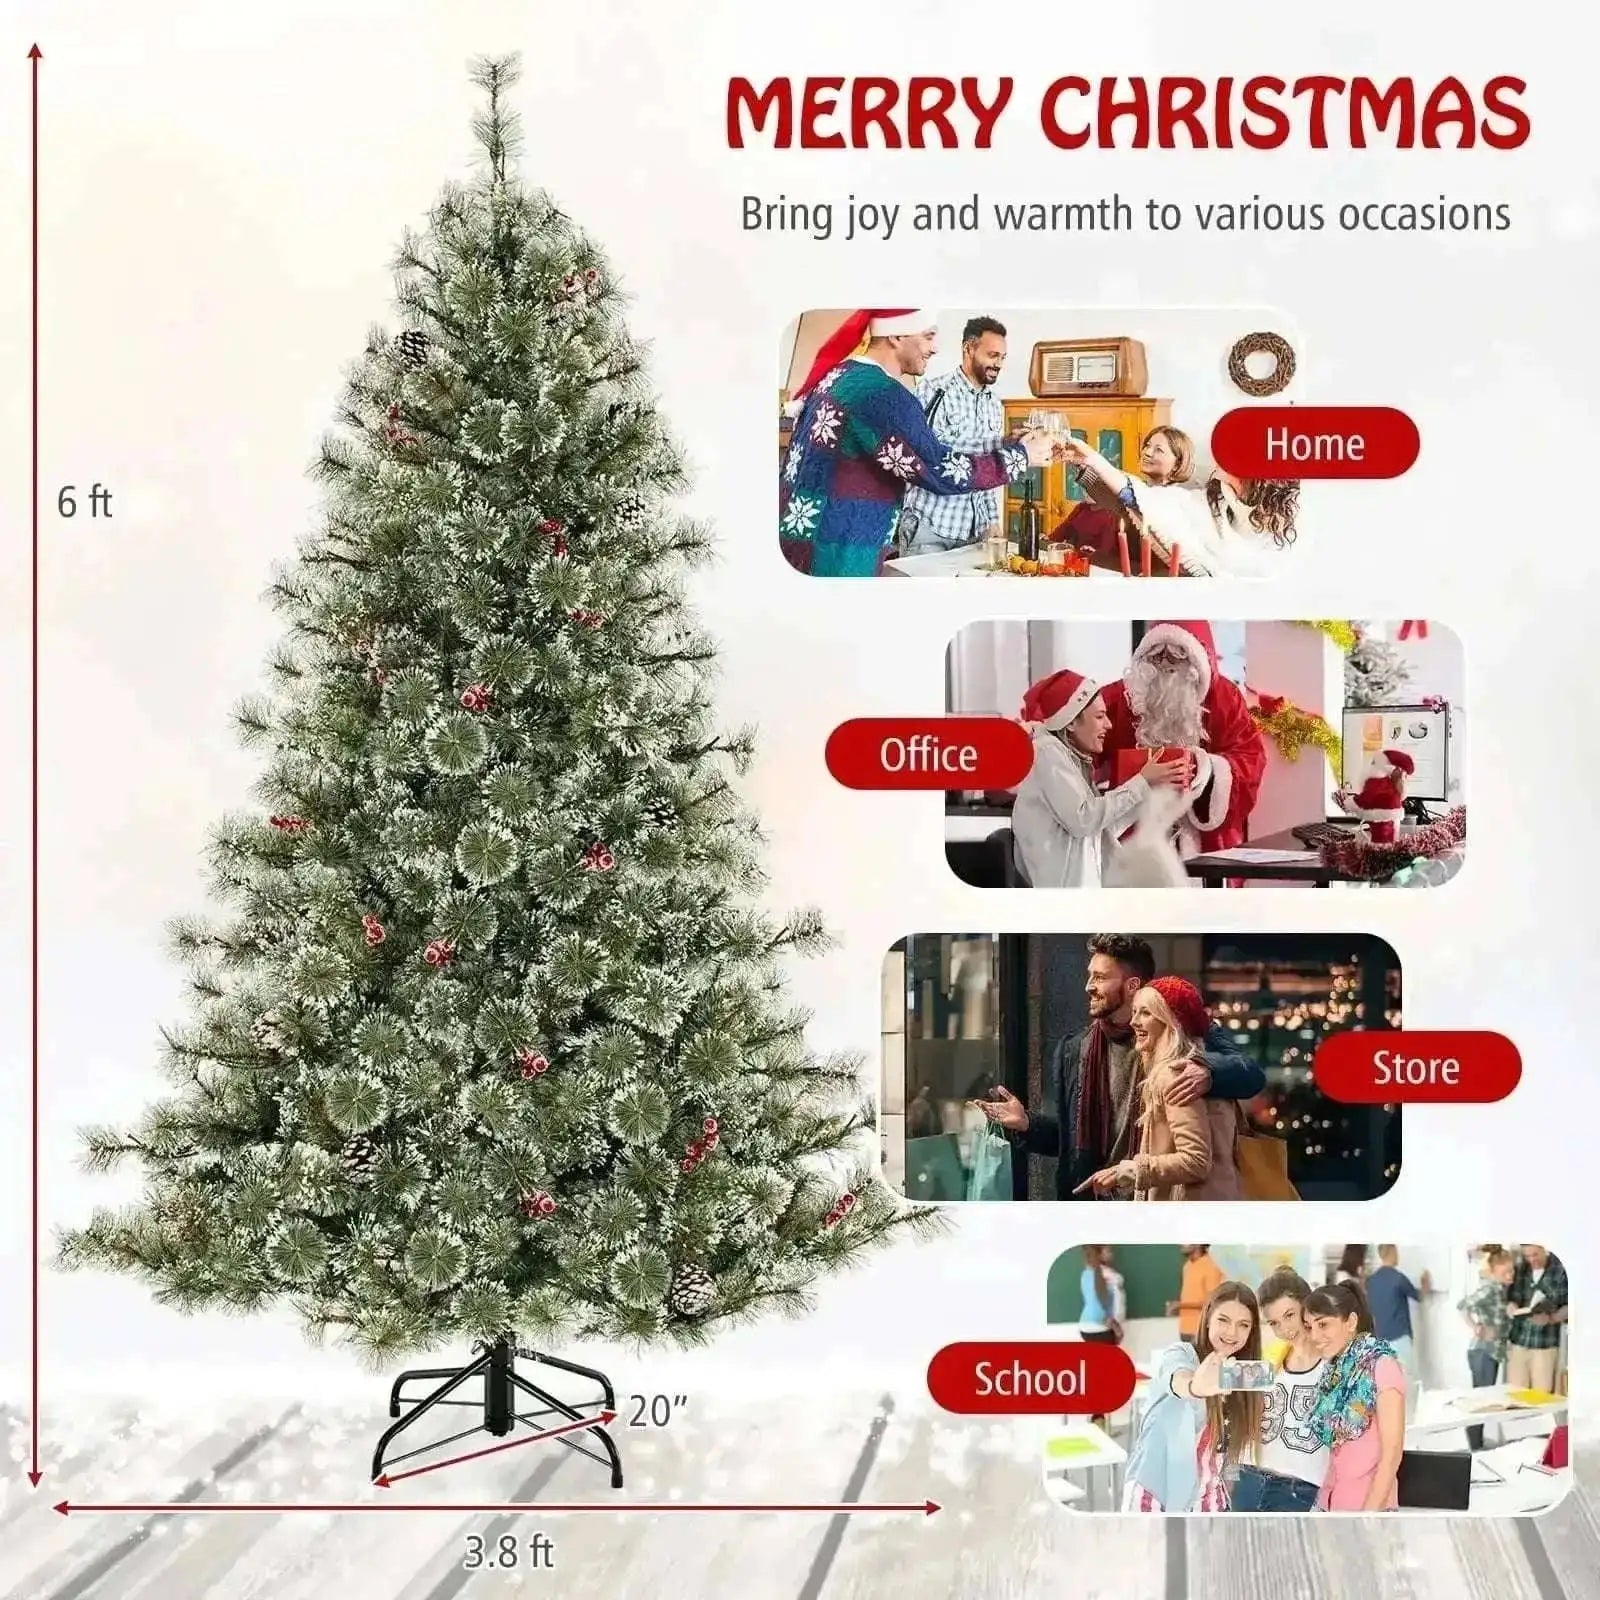 MERRY CHRISTMAS
Bring joy and warmth to various occasions
6 ft
Home
Office
Store
School
20”
3.8 ft
95